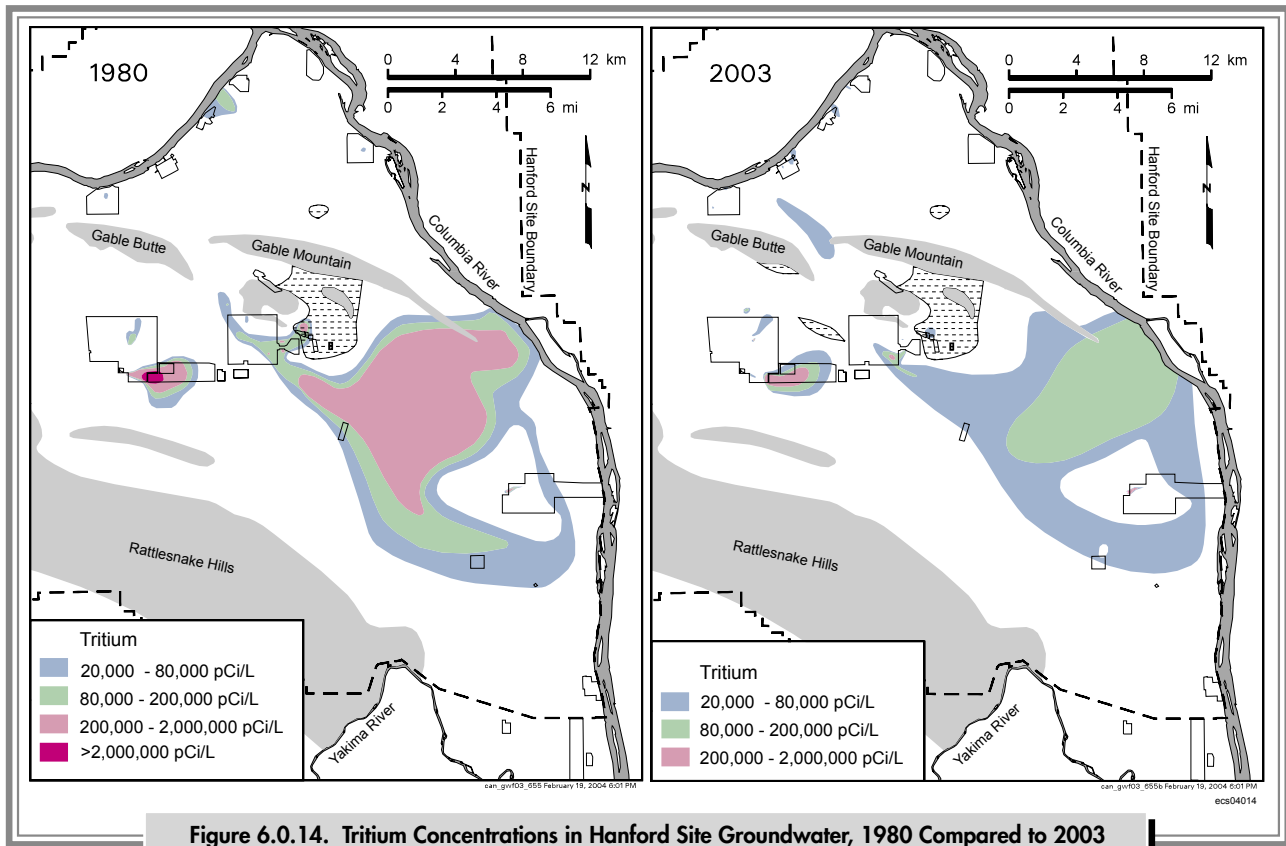 1980
0 4 8 12 km
0 2 4 6 mi
Hanford Site Boundary
N
Columbia River
Gable Butte
Gable Mountain
Rattlesnake Hills
Yakima River
Tritium
20,000 - 80,000 pCi/L
80,000 - 200,000 pCi/L
200,000 - 2,000,000 pCi/L
>2,000,000 pCi/L
can_gwf03_655 February 19, 2004 6:01 PM
2003
0 4 8 12 km
0 2 4 6 mi
Hanford Site Boundary
N
Columbia River
Gable Butte
Gable Mountain
Rattlesnake Hills
Yakima River
Tritium
20,000 - 80,000 pCi/L
80,000 - 200,000 pCi/L
200,000 - 2,000,000 pCi/L
can_gwf03_655b February 19, 2004 6:01 PM
ecs04014
Figure 6.0.14. Tritium Concentrations in Hanford Site Groundwater, 1980 Compared to 2003